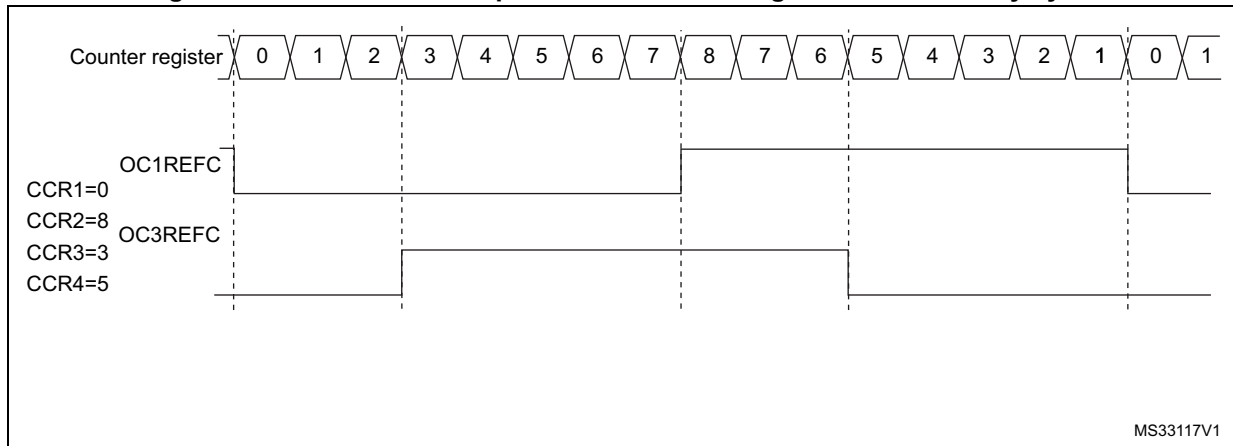 Counter register 0 1 2 3 4 5 6 7 8 7 6 5 4 3 2 1 0 1
OC1REFC
CCR1=0
CCR2=8
OC3REFC
CCR3=3
CCR4=5
MS33117V1